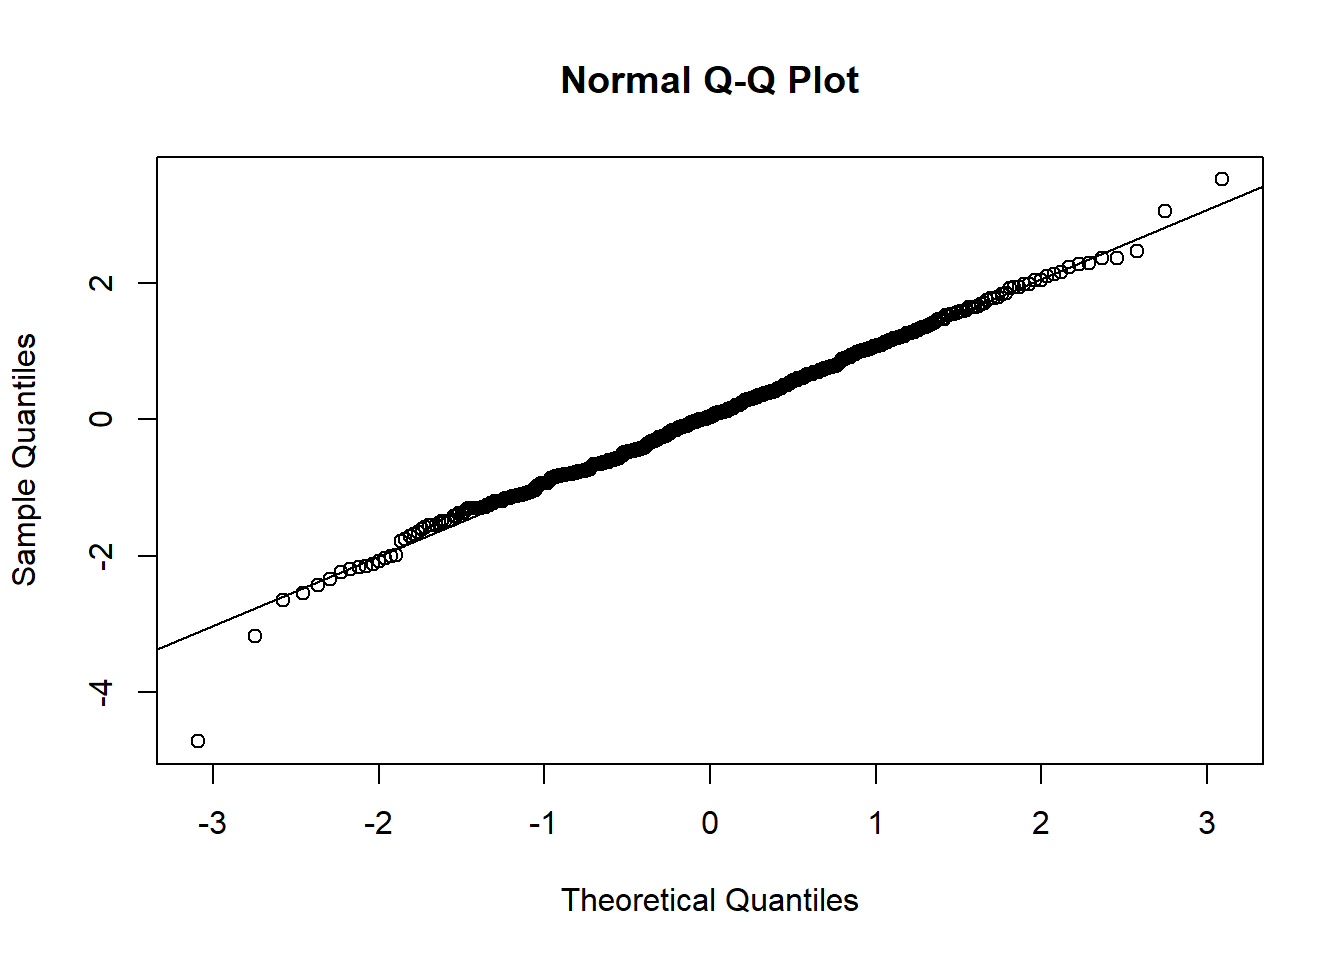 Normal Q-Q Plot
Sample Quantiles
2
0
-2
-4
-3 -2 -1 0 1 2 3
Theoretical Quantiles